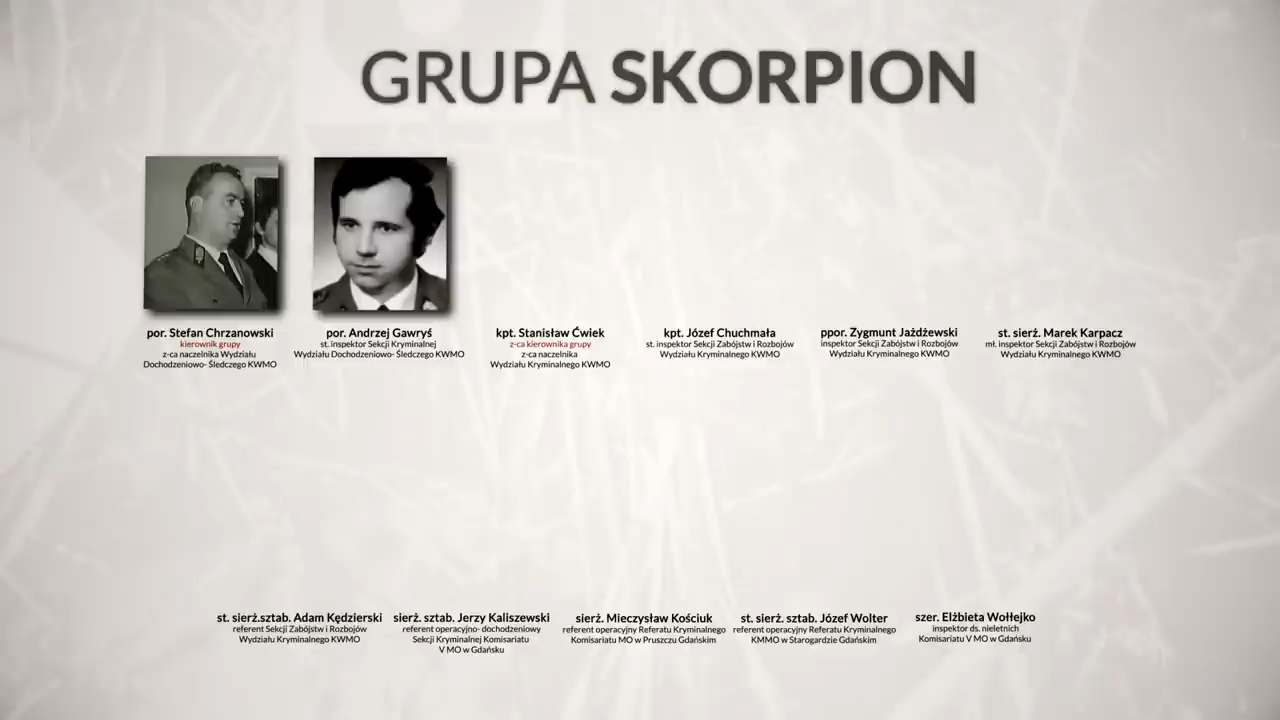 GRUPA SKORPION
por. Stefan Chrzanowski
kierownik grupy
z-ca naczelnika Wydziału
Dochodzeniowo- Śledczego KWMO
por. Andrzej Gawryś
st. inspektor Sekcji Kryminalnej
Wydziału Dochodzeniowo- Śledczego KWMO
kpt. Stanisław Ćwiek
z-ca kierownika grupy
z-ca naczelnika
Wydziału Kryminalnego KWMO
kpt. Józef Chuchmała
st. inspektor Sekcji Zabójstw i Rozbojów
Wydziału Kryminalnego KWMO
ppor. Zygmunt Jażdżewski
inspektor Sekcji Zabójstw i Rozbojów
Wydziału Kryminalnego KWMO
st. sierż. Marek Karpacz
mł. inspektor Sekcji Zabójstw i Rozbojów
Wydziału Kryminalnego KWMO
st. sierż.sztab. Adam Kędzierski
referent Sekcji Zabójstw i Rozbojów
Wydziału Kryminalnego KWMO
sierż. sztab. Jerzy Kaliszewski
referent operacyjno- dochodzeniowy
Sekcji Kryminalnej Komisariatu
V MO w Gdańsku
sierż. Mieczysław Kościuk
referent operacyjny Referatu Kryminalnego
Komisariatu MO w Pruszczu Gdańskim
st. sierż. sztab. Józef Wolter
referent operacyjny Referatu Kryminalnego
KMMO w Starogardzie Gdańskim
szer. Elżbieta Wołłejko
inspektor ds. nieletnich
Komisariatu V MO w Gdańsku